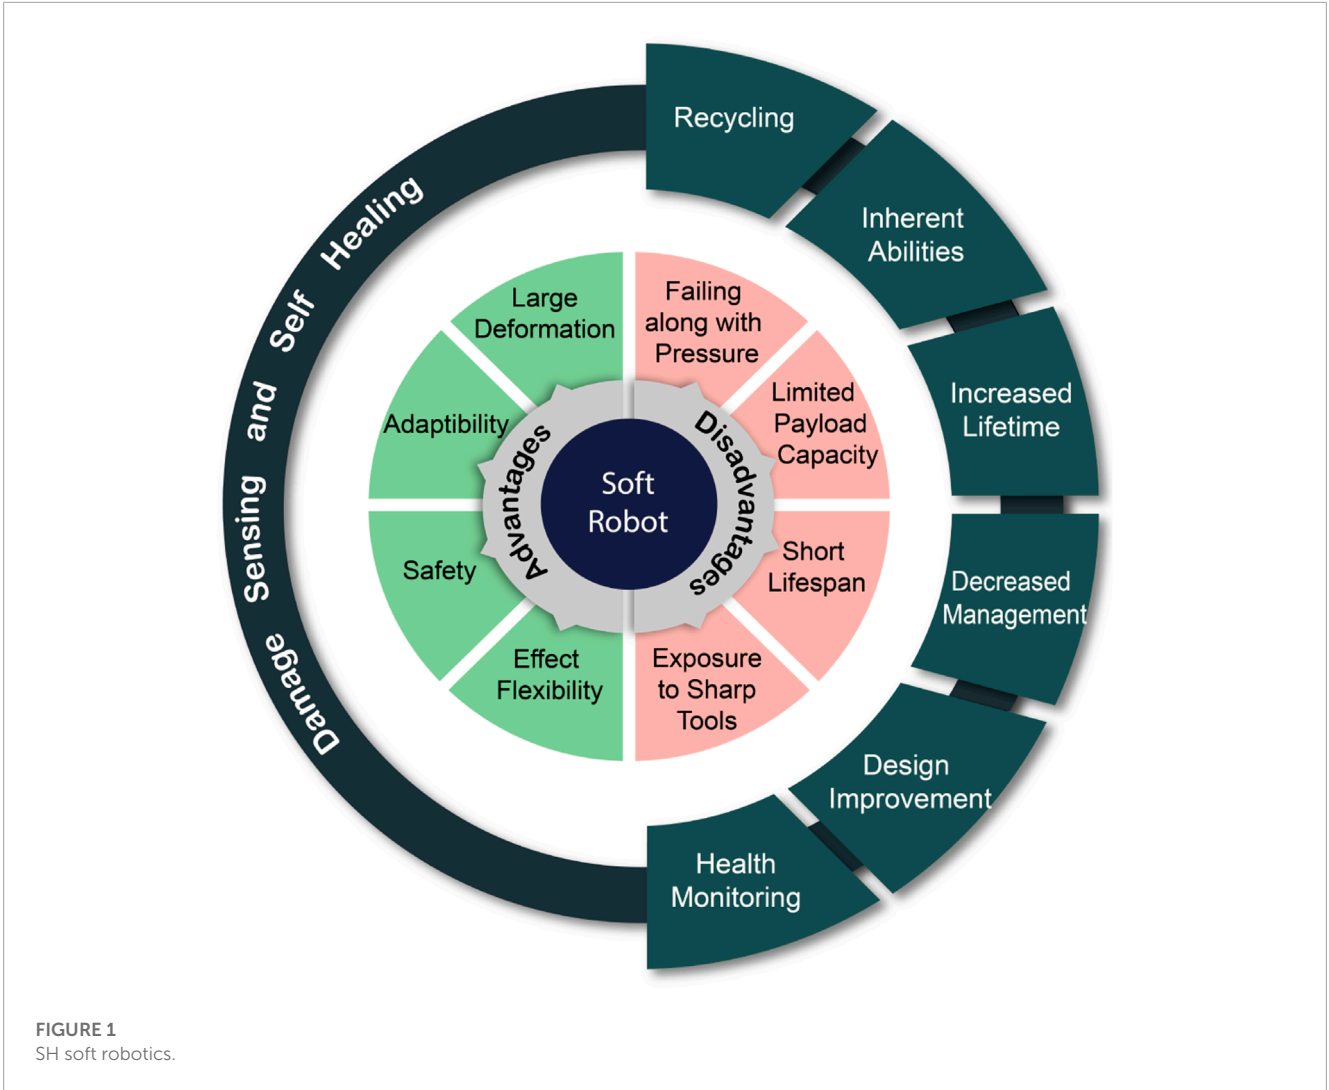 Damage Sensing and Self Healing
Recycling
Inherent
Abilities
Increased
Lifetime
Decreased
Management
Design
Improvement
Health
Monitoring
Soft
Robot
Advantages
Large
Deformation
Adaptibility
Safety
Effect
Flexibility
Disadvantages
Failing
along with
Pressure
Limited
Payload
Capacity
Short
Lifespan
Exposure
to Sharp
Tools
FIGURE 1
SH soft robotics.